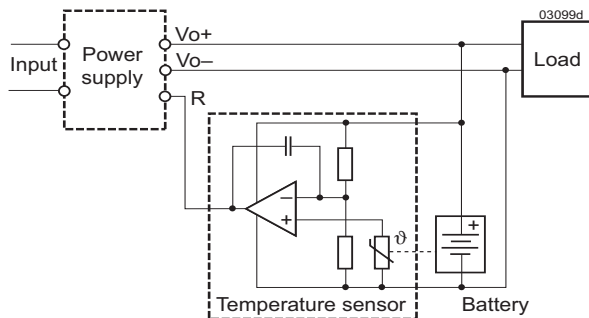 03099d
Vo+
Power
supply
Input
Vo–
Load
R
ϑ
–
+
+
Temperature sensor
Battery